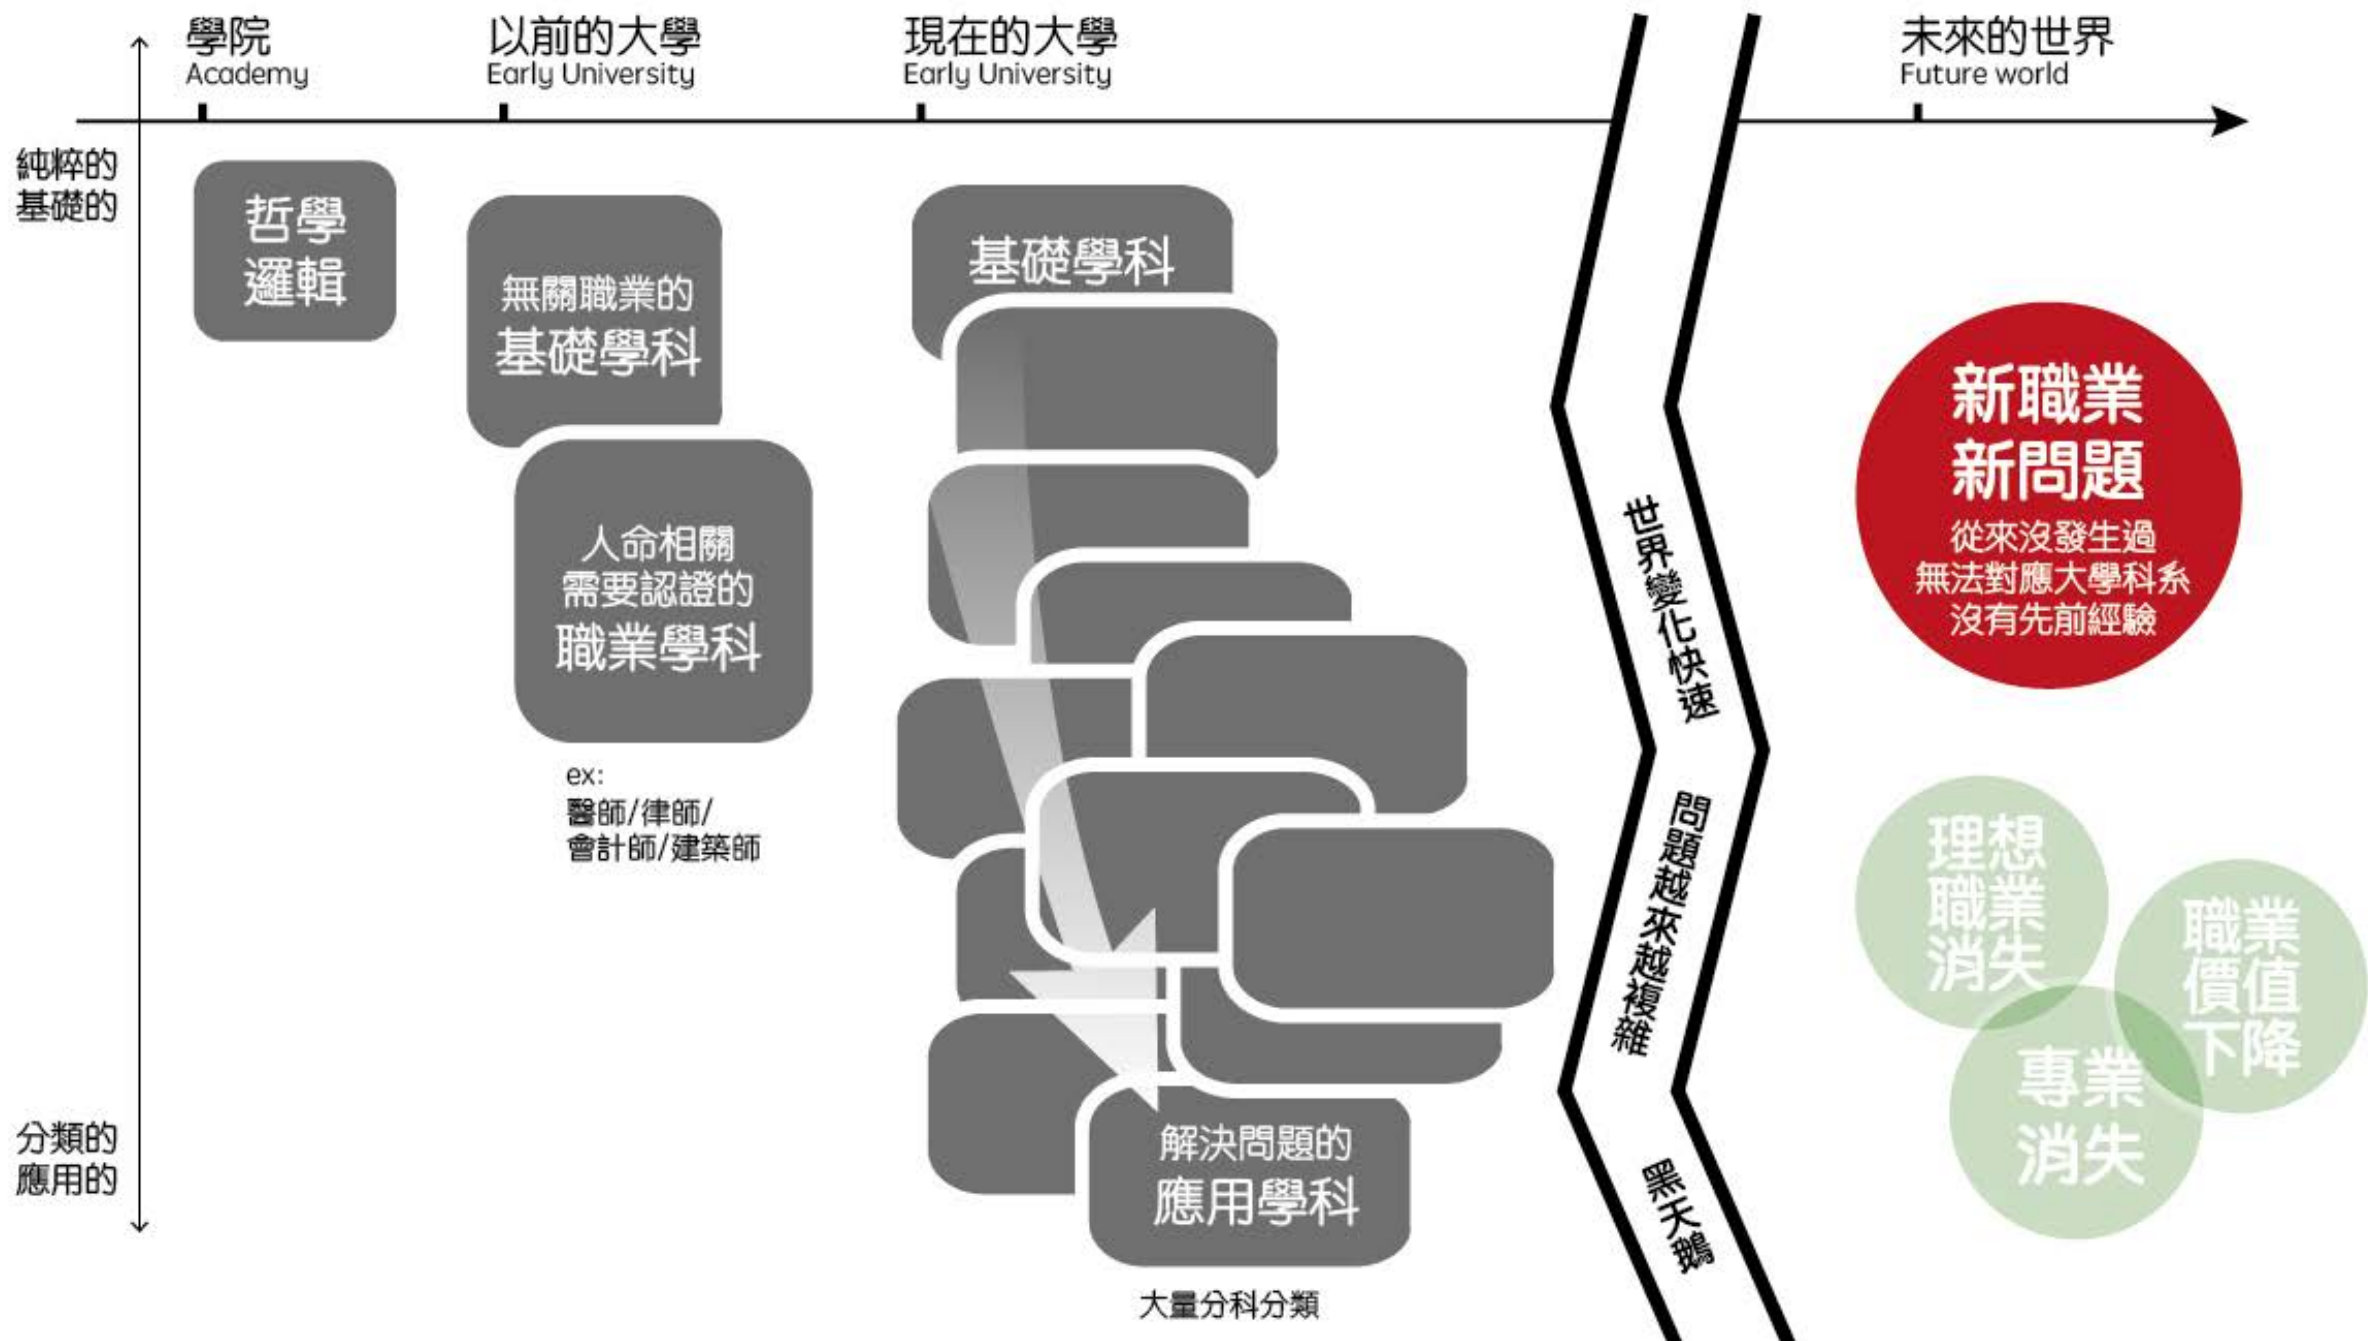 學院
Academy
以前的大學
Early University
現在的大學
Early University
未來的世界
Future world
純粹的
基礎的
分類的
應用的
哲學
邏輯
無關職業的
基礎學科
人命相關
需要認證的
職業學科
ex:
醫師/律師/
會計師/建築師
基礎學科
解決問題的
應用學科
大量分科分類
世界變化快速
問題越來越複雜
黑天鵝
新職業
新問題
從來沒發生過
無法對應大學科系
沒有先前經驗
理想
職業
消失
職業
價值
下降
專業
消失